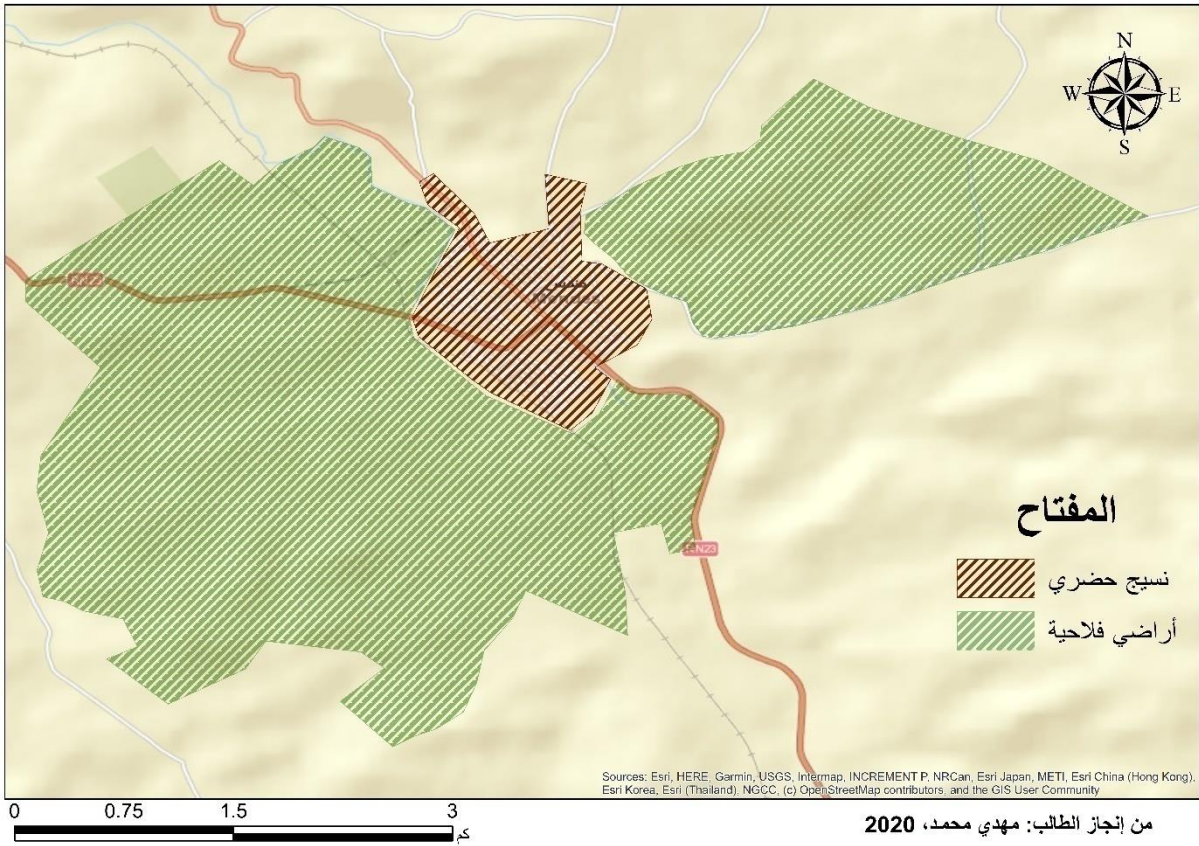 N
W E
S
RN23
المفتاح
نسيج حضري
أراضي فلاحية
RN23
Sources: Esri, HERE, Garmin, USGS, Intermap, INCREMENT P, NRCan, Esri Japan, METI, Esri China (Hong Kong),
Esri Korea, Esri (Thailand), NGCC, (c) OpenStreetMap contributors, and the GIS User Community
0 0.75 1.5 3
كم
من إنجاز الطالب: مهدي محمد، 2020